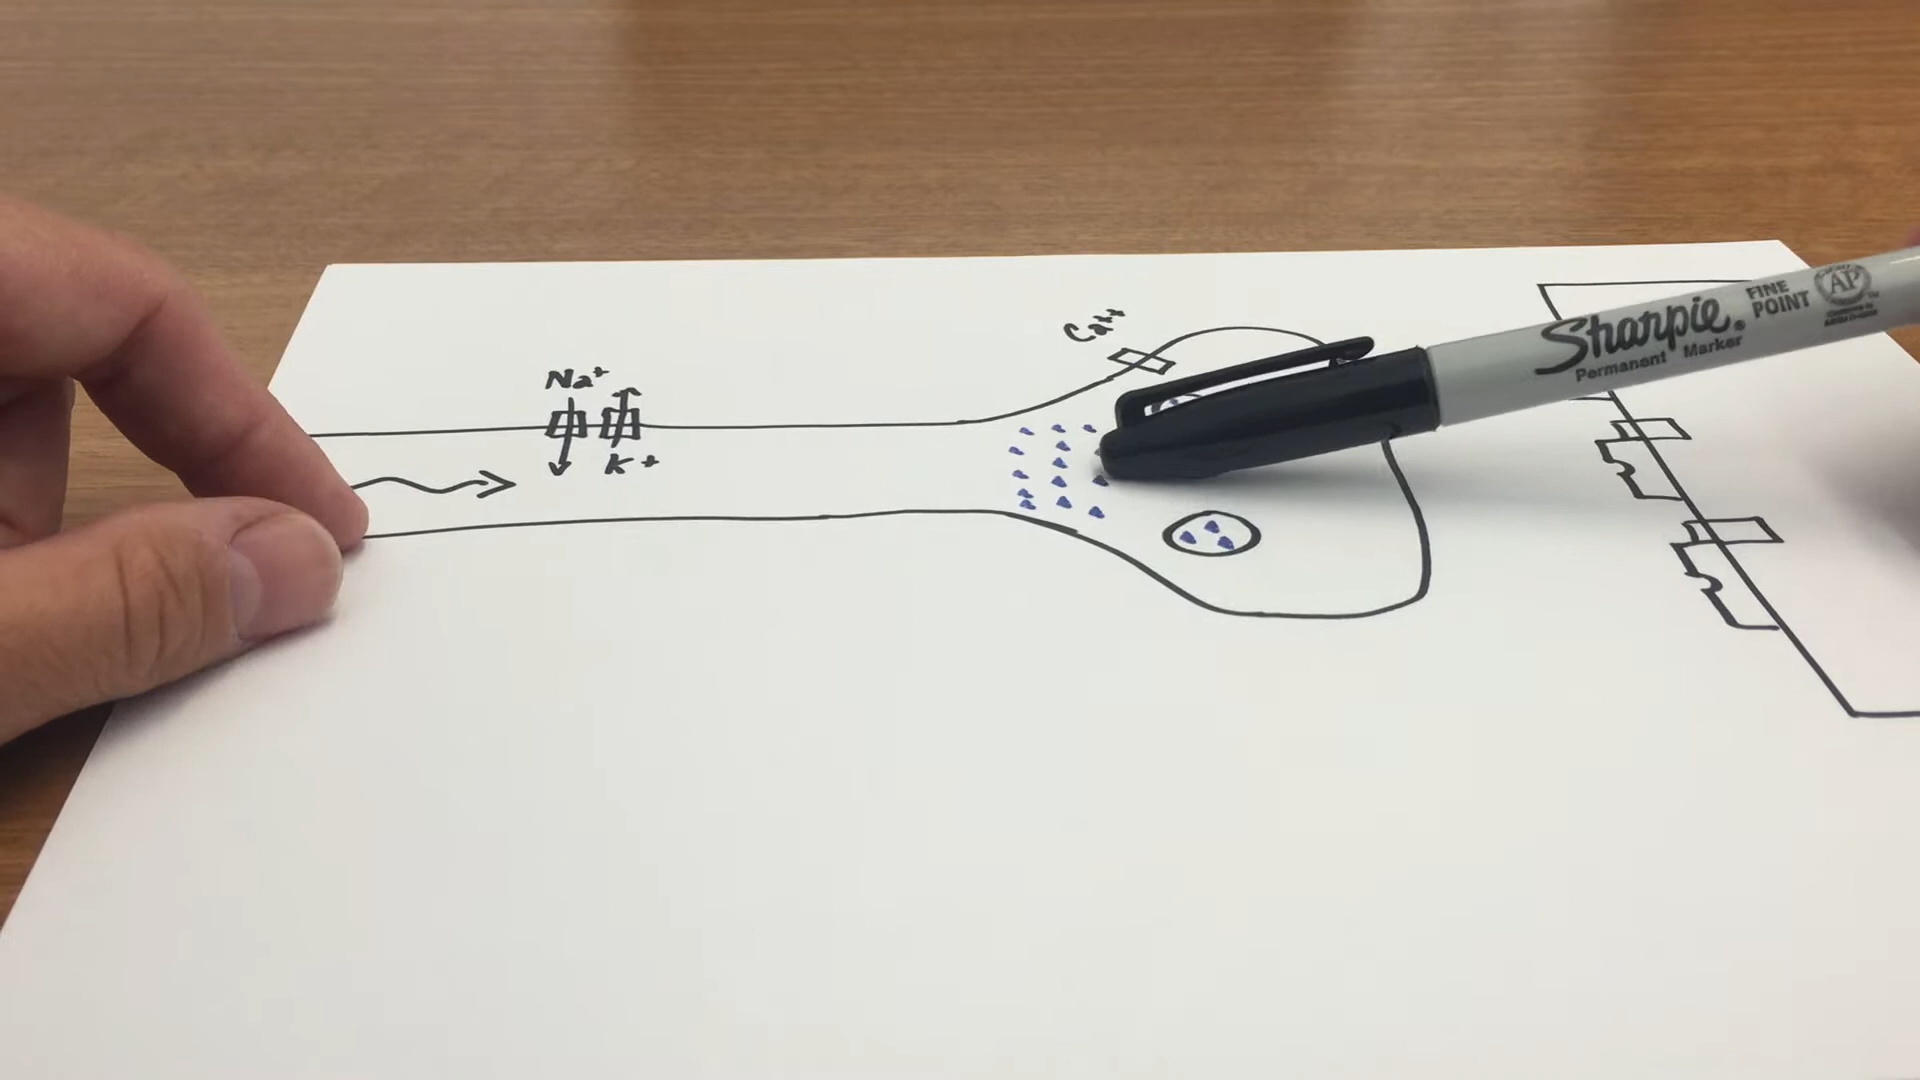 Na+
K+
Ca++
Sharpie®
Permanent Marker
FINE
POINT
AP